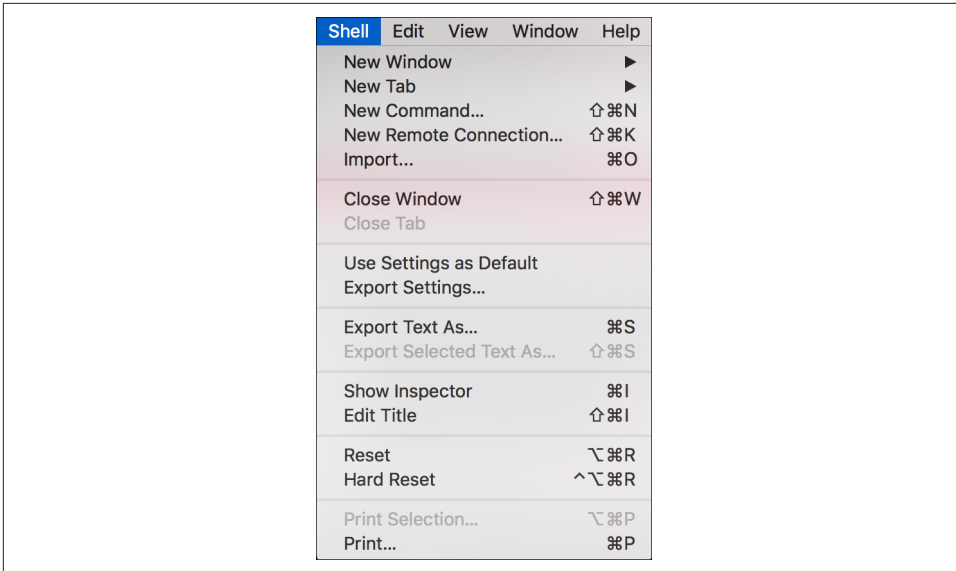 Shell Edit View Window Help
New Window ▶
New Tab ▶
New Command... ⇧⌘N
New Remote Connection... ⇧⌘K
Import... ⌘O
Close Window ⇧⌘W
Close Tab
Use Settings as Default
Export Settings...
Export Text As... ⌘S
Export Selected Text As... ⇧⌘S
Show Inspector ⌘I
Edit Title ⇧⌘I
Reset ⌥⌘R
Hard Reset ^⌥⌘R
Print Selection... ⌥⌘P
Print... ⌘P